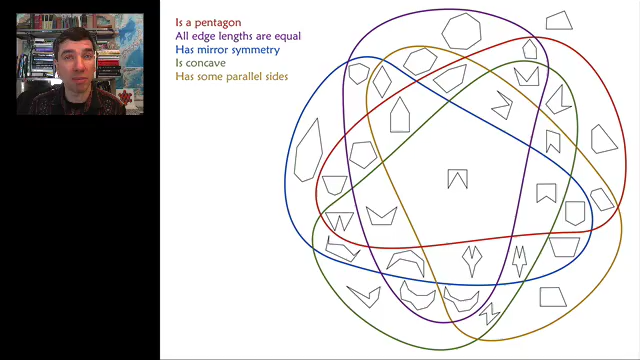 Is a pentagon
All edge lengths are equal
Has mirror symmetry
Is concave
Has some parallel sides